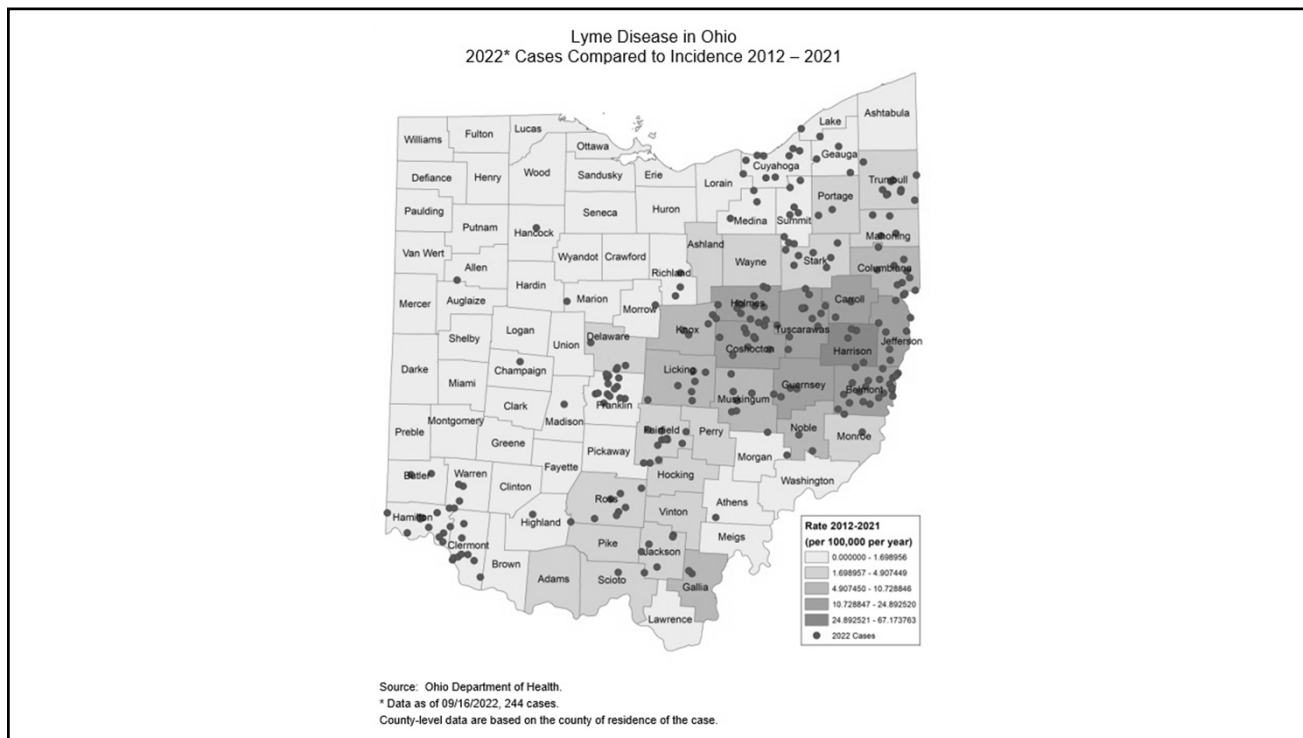 Lyme Disease in Ohio
2022* Cases Compared to Incidence 2012 – 2021
Ashtabula
Lake
Lucas
Fulton
Williams
Ottawa
Geauga
Cuyahoga
Wood
Sandusky
Erie
Lorain
Trumbull
Defiance
Henry
Portage
Huron
Seneca
Paulding
Medina
Summit
Putnam
Hancock
Mahoning
Ashland
Van Wert
Wyandot
Crawford
Wayne
Stark
Allen
Richland
Columbiana
Hardin
Marion
Carroll
Auglaize
Mercer
Holmes
Morrow
Tuscarawas
Knox
Logan
Delaware
Shelby
Jefferson
Union
Coshocton
Harrison
Darke
Champaign
Licking
Miami
Guernsey
Belmont
Muskingum
Franklin
Clark
Madison
Montgomery
Noble
Fairfield
Perry
Preble
Monroe
Greene
Pickaway
Morgan
Fayette
Hocking
Butler
Warren
Washington
Clinton
Ross
Athens
Vinton
Hamilton
Highland
Meigs
Pike
Clermont
Jackson
Brown
Adams
Scioto
Gallia
Lawrence
Rate 2012-2021
(per 100,000 per year)
0.000000 - 1.698956
1.698957 - 4.907449
4.907450 - 10.728846
10.728847 - 24.892520
24.892521 - 67.173763
2022 Cases
Source: Ohio Department of Health.
* Data as of 09/16/2022, 244 cases.
County-level data are based on the county of residence of the case.